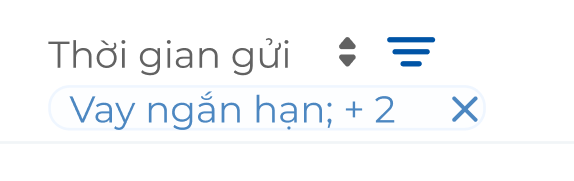 Thời gian gửi
Vay ngắn hạn; + 2